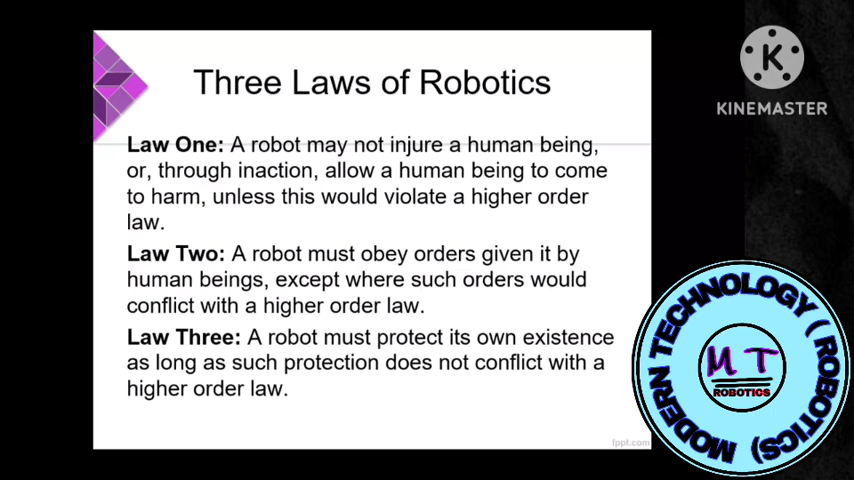 Three Laws of Robotics
Law One: A robot may not injure a human being,
or, through inaction, allow a human being to come
to harm, unless this would violate a higher order
law.
Law Two: A robot must obey orders given it by
human beings, except where such orders would
conflict with a higher order law.
Law Three: A robot must protect its own existence
as long as such protection does not conflict with a
higher order law.
fppt.com
K
KINEMASTER
MODERN TECHNOLOGY ( ROBOTICS)
M T
ROBOTICS